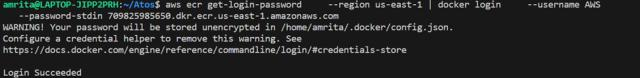 amrita@LAPTOP-JIPP2PRH:~/Atos$ aws ecr get-login-password     --region us-east-1 | docker login     --username AWS
--password-stdin 709825985650.dkr.ecr.us-east-1.amazonaws.com
WARNING! Your password will be stored unencrypted in /home/amrita/.docker/config.json.
Configure a credential helper to remove this warning. See
https://docs.docker.com/engine/reference/commandline/login/#credentials-store
Login Succeeded